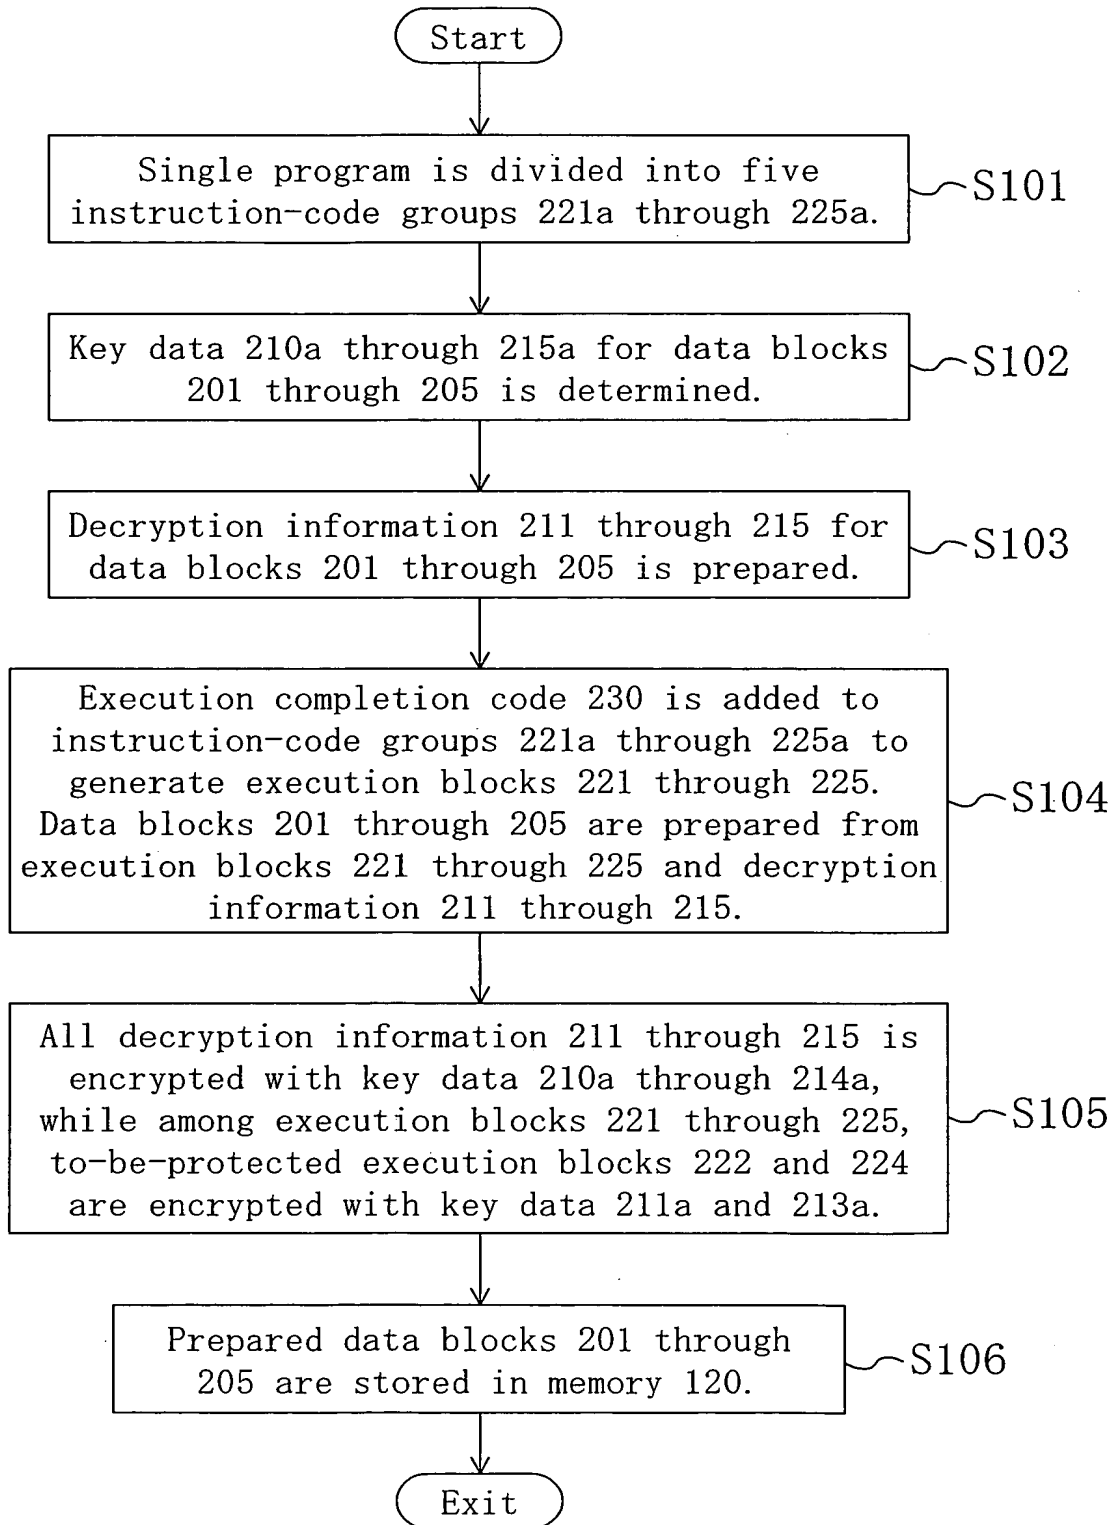 Start
Single program is divided into five
instruction-code groups 221a through 225a.
S101
Key data 210a through 215a for data blocks
201 through 205 is determined.
S102
Decryption information 211 through 215 for
data blocks 201 through 205 is prepared.
S103
Execution completion code 230 is added to
instruction-code groups 221a through 225a to
generate execution blocks 221 through 225.
Data blocks 201 through 205 are prepared from
execution blocks 221 through 225 and decryption
information 211 through 215.
S104
All decryption information 211 through 215 is
encrypted with key data 210a through 214a,
while among execution blocks 221 through 225,
to-be-protected execution blocks 222 and 224
are encrypted with key data 211a and 213a.
S105
Prepared data blocks 201 through
205 are stored in memory 120.
S106
Exit